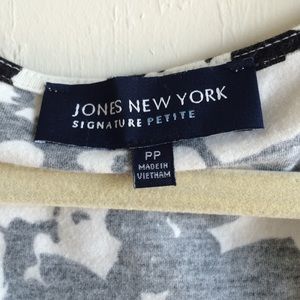 JONES NEW YORK
SIGNATURE PETITE
PP
MADE IN
VIETNAM